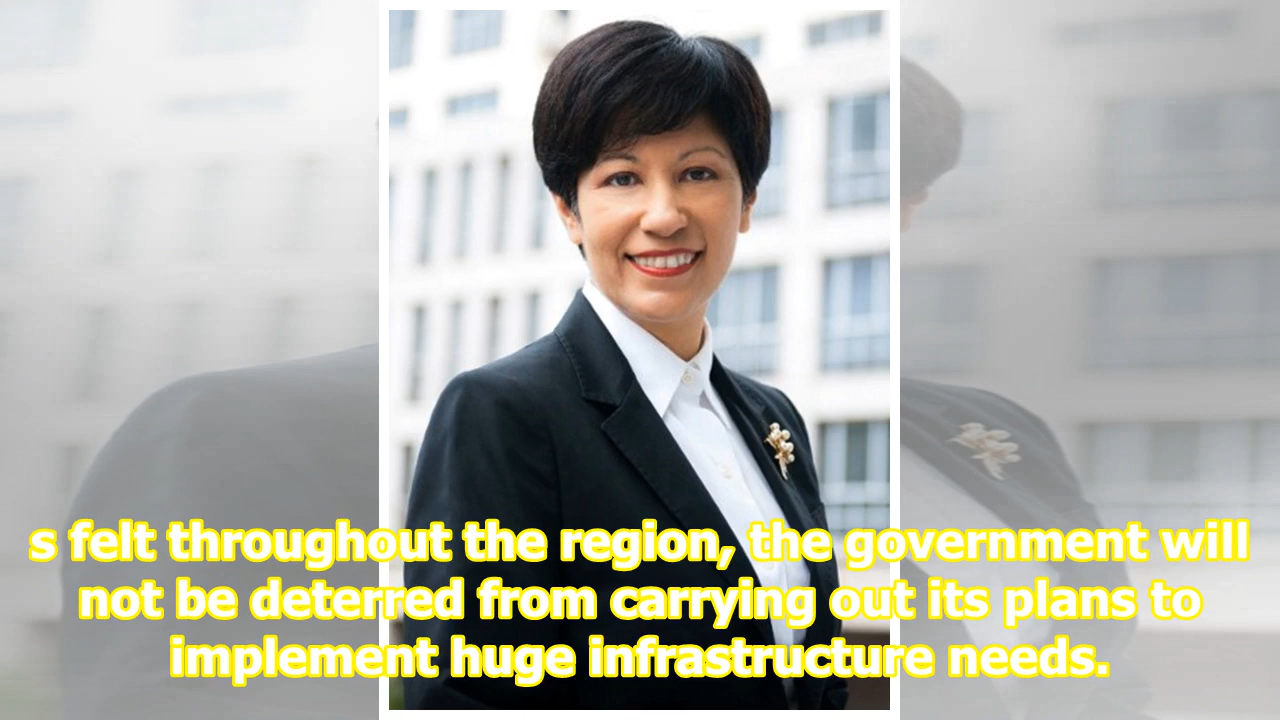 s felt throughout the region, the government will
not be deterred from carrying out its plans to
implement huge infrastructure needs.